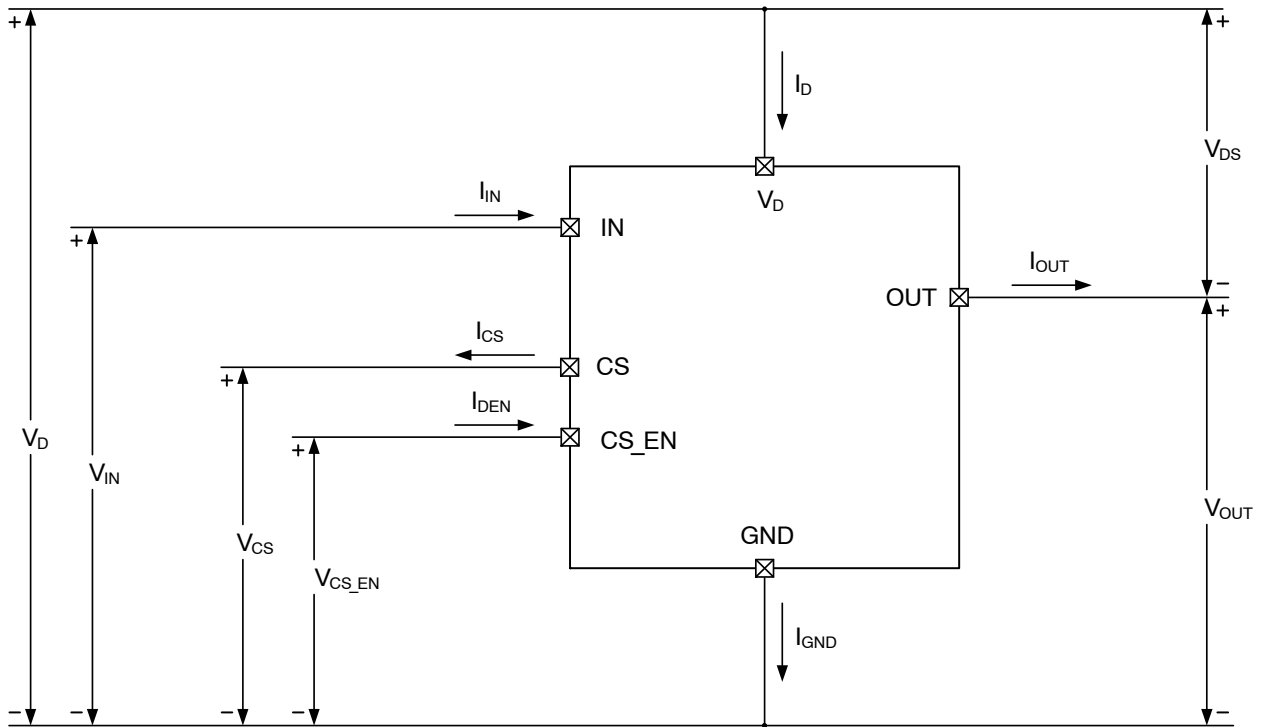 +
+
I_D
V_DS
I_IN
V_D
+
IN
I_OUT
OUT
−
+
I_CS
CS
+
I_DEN
V_D
+
CS_EN
V_IN
V_OUT
GND
V_CS
V_CS_EN
I_GND
− − − − −